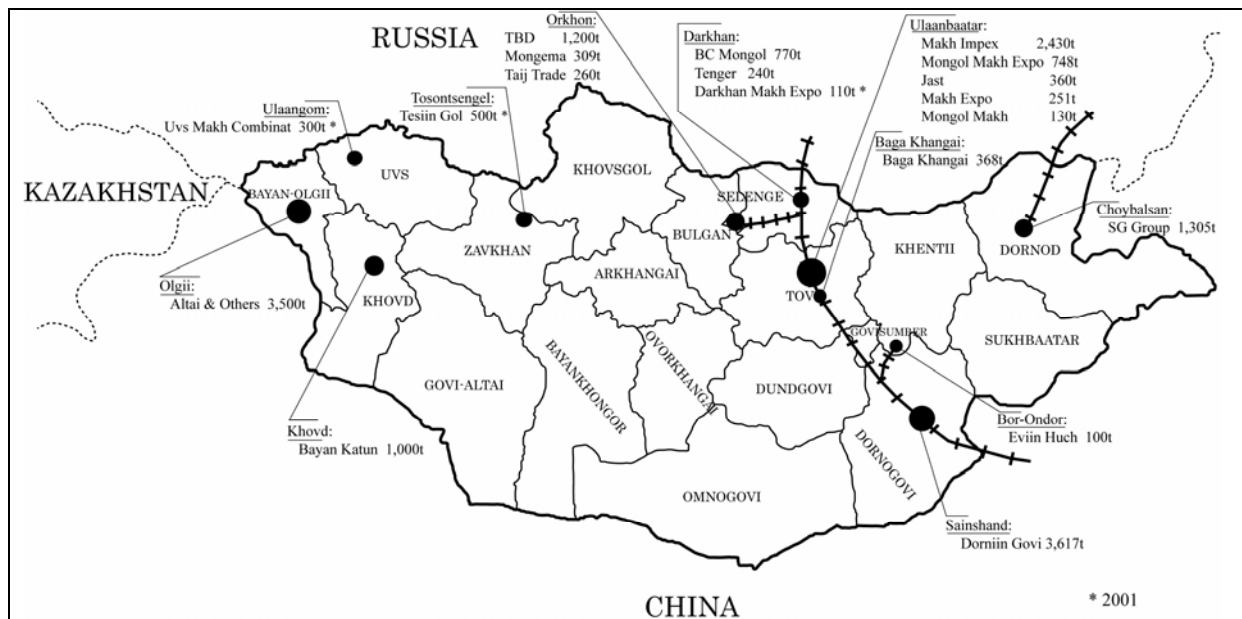 RUSSIA
KAZAKHSTAN
CHINA
Orkhon:
TBD 1,200t
Mongema 309t
Taij Trade 260t
Darkhan:
BC Mongol 770t
Tenger 240t
Darkhan Makh Expo 110t *
Ulaanbaatar:
Makh Impex 2,430t
Mongol Makh Expo 748t
Jast 360t
Makh Expo 251t
Mongol Makh 130t
Baga Khangai:
Baga Khangai 368t
Ulaangom:
Uvs Makh Combinat 300t *
Tosontsengel:
Tesiin Gol 500t *
Choybalsan:
SG Group 1,305t
Olgii:
Altai & Others 3,500t
Khovd:
Bayan Katun 1,000t
Bor-Ondor:
Eviin Huch 100t
Sainshand:
Dorniin Govi 3,617t
BAYAN-OLGII
UVS
KHOVSGOL
SELENGE
BULGAN
ZAVKHAN
ARKHANGAI
KHENTII
DORNOD
TOV
KHOVD
GOVISUMBER
SUKHBAATAR
GOVI-ALTAI
BAYANKHONGOR
OVORKHANGAI
DUNDGOVI
DORNOGOVI
OMNOGOVI
* 2001